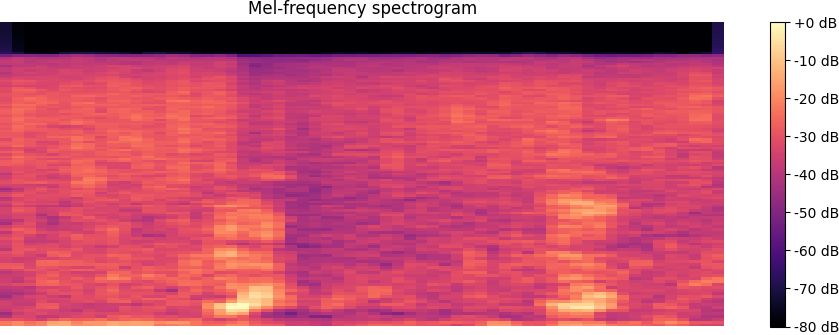 Mel-frequency spectrogram
+0 dB
-10 dB
-20 dB
-30 dB
-40 dB
-50 dB
-60 dB
-70 dB
-80 dB